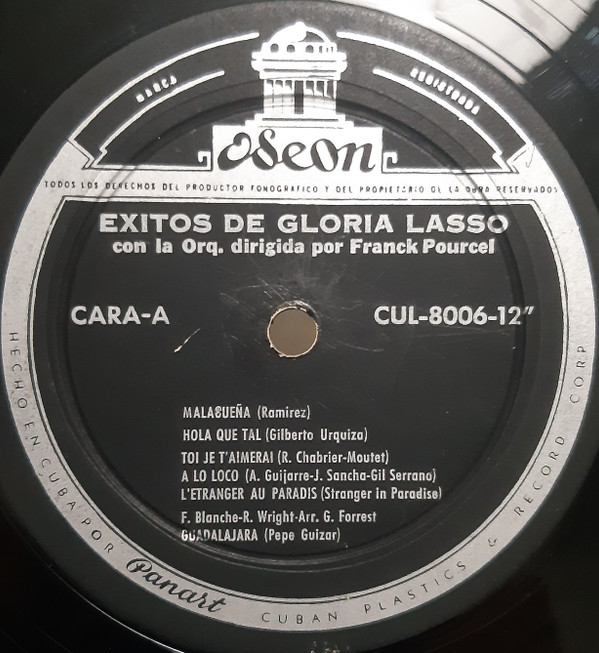 MARCA REGISTRADA
Odeon
TODOS LOS DERECHOS DEL PRODUCTOR FONOGRAFICO Y DEL PROPIETARIO DE LA OBRA RESERVADOS
EXITOS DE GLORIA LASSO
con la Orq. dirigida por Franck Pourcel
CARA-A
CUL-8006-12”
MALAGUEÑA (Ramirez)
HOLA QUE TAL (Gilberto Urquiza)
TOI JE T'AIMERAI (R. Chabrier-Moutet)
A LO LOCO (A. Guijarre-J. Sancha-Gil Serrano)
L'ETRANGER AU PARADIS (Stranger in Paradise)
F. Blanche-R. Wright-Arr. G. Forrest
GUADALAJARA (Pepe Guizar)
HECHO EN CUBA POR Panart CUBAN PLASTICS & RECORD CORP